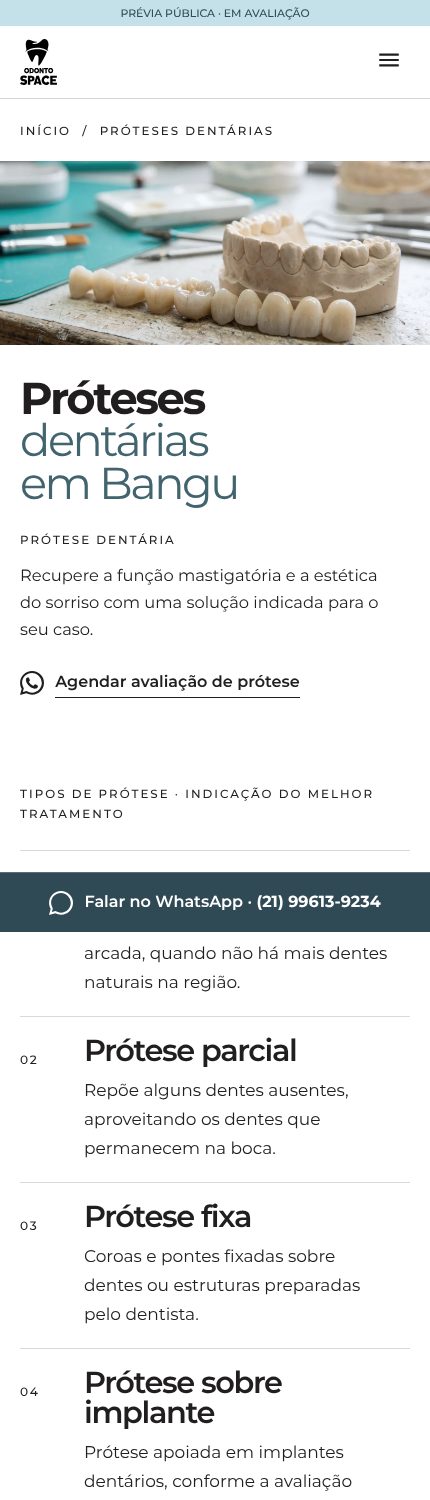 PRÉVIA PÚBLICA · EM AVALIAÇÃO
ODONTO
SPACE
INÍCIO / PRÓTESES DENTÁRIAS
Próteses
dentárias
em Bangu
PRÓTESE DENTÁRIA
Recupere a função mastigatória e a estética
do sorriso com uma solução indicada para o
seu caso.
Agendar avaliação de prótese
TIPOS DE PRÓTESE · INDICAÇÃO DO MELHOR
TRATAMENTO
Falar no WhatsApp · (21) 99613-9234
arcada, quando não há mais dentes
naturais na região.
02
Prótese parcial
Repõe alguns dentes ausentes,
aproveitando os dentes que
permanecem na boca.
03
Prótese fixa
Coroas e pontes fixadas sobre
dentes ou estruturas preparadas
pelo dentista.
04
Prótese sobre
implante
Prótese apoiada em implantes
dentários, conforme a avaliação